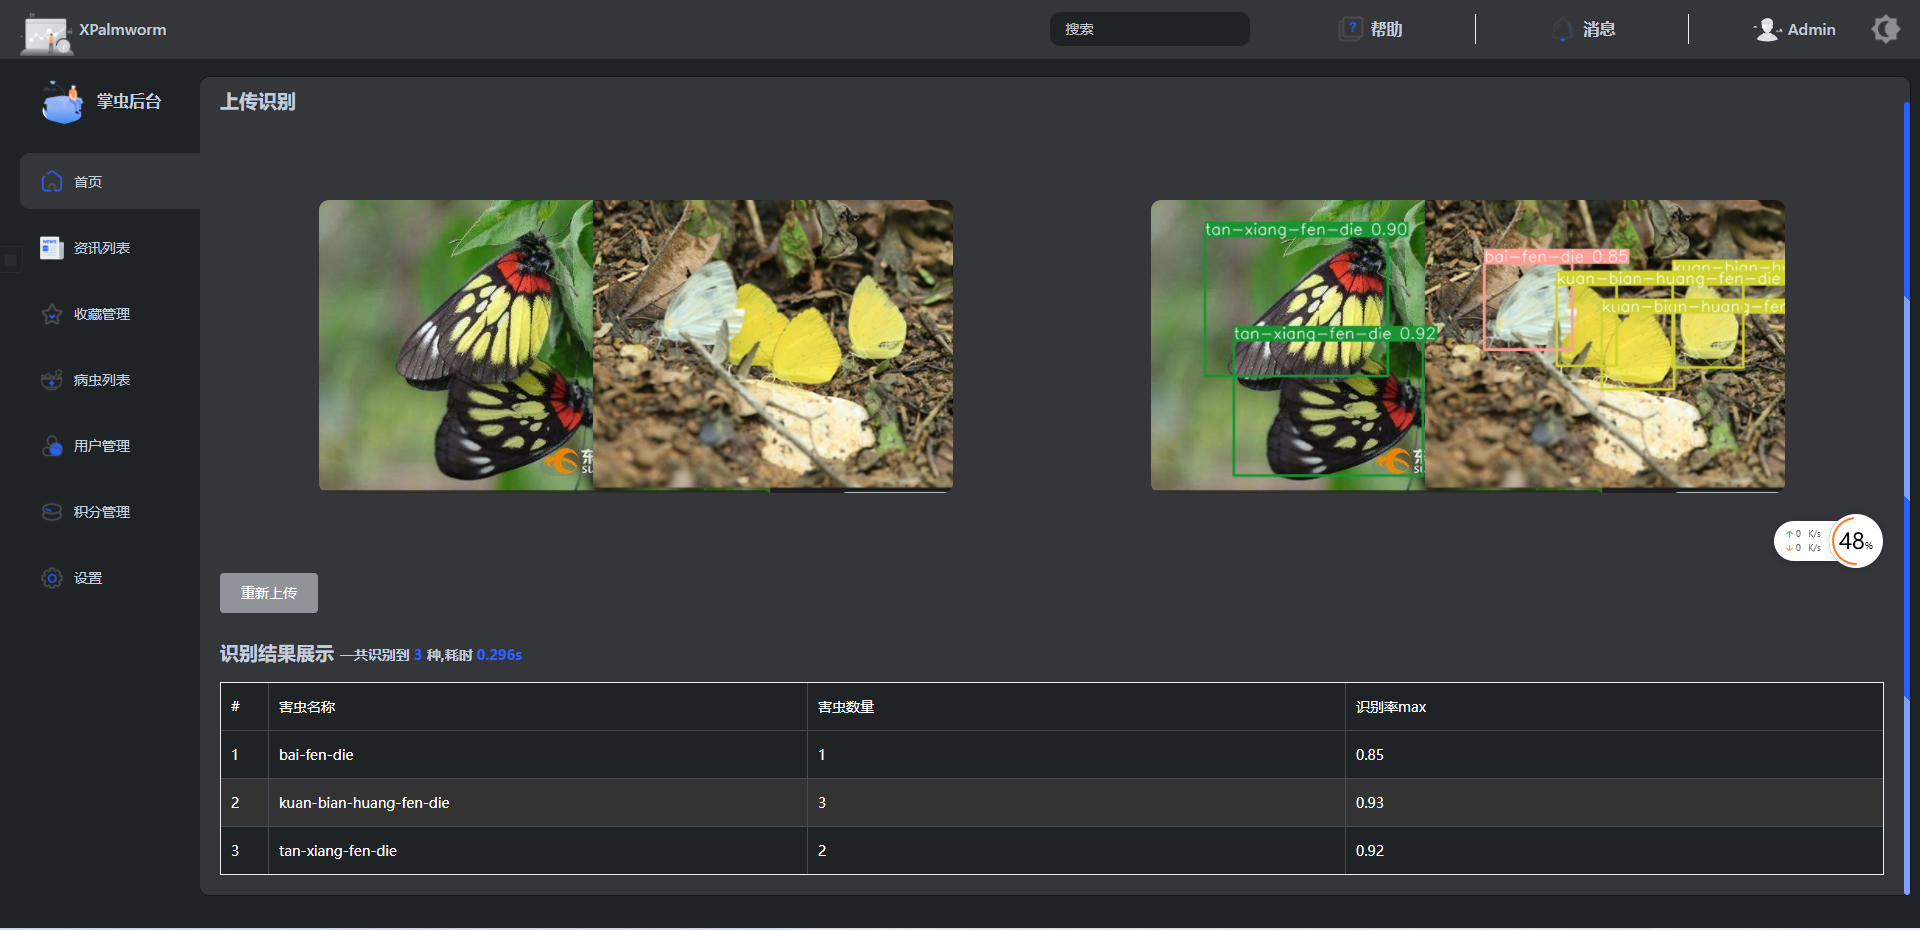 XPalmworm
搜索
帮助
消息
Admin
掌虫后台
首页
资讯列表
收藏管理
病虫列表
用户管理
积分管理
设置
上传识别
东
su
tan-xiang-fen-die 0.90
tan-xiang-fen-die 0.92
bai-fen-die 0.85
kuan-bian-hu
kuan-bian-huang-fen-die
kuan-bian-huang-fer
东
su
↑ 0 K/s
↓ 0 K/s
48%
重新上传
识别结果展示 —共识别到 3 种,耗时 0.296s
# 害虫名称 害虫数量 识别率max
1 bai-fen-die 1 0.85
2 kuan-bian-huang-fen-die 3 0.93
3 tan-xiang-fen-die 2 0.92